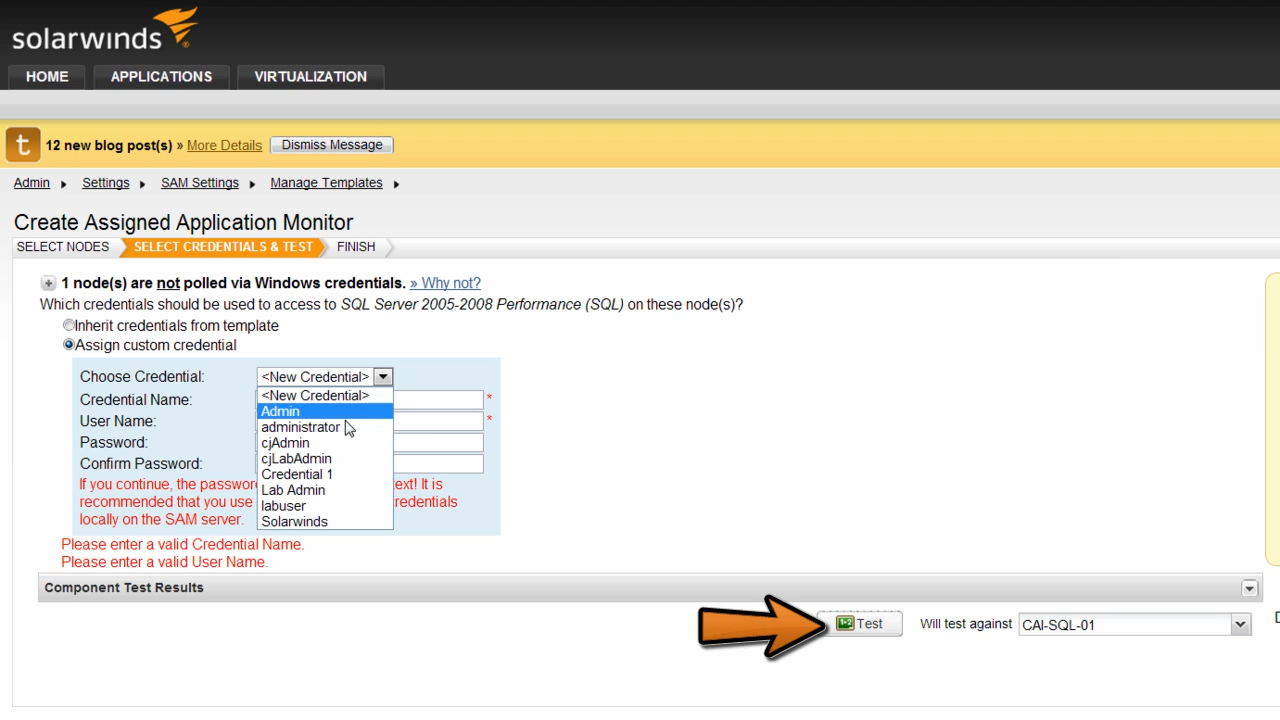 solarwinds
HOME APPLICATIONS VIRTUALIZATION
t 12 new blog post(s) » More Details Dismiss Message
Admin Settings SAM Settings Manage Templates
Create Assigned Application Monitor
SELECT NODES SELECT CREDENTIALS & TEST FINISH
1 node(s) are not polled via Windows credentials. » Why not?
Which credentials should be used to access to SQL Server 2005-2008 Performance (SQL) on these node(s)?
Inherit credentials from template
Assign custom credential
Choose Credential: <New Credential>
<New Credential>
Credential Name: *
Admin
User Name: *
administrator
Password:
cjAdmin
Confirm Password:
cjLabAdmin
Credential 1
If you continue, the
Lab Admin
recommended that you use
labuser
locally on the SAM server.
Solarwinds
It is
Please enter a valid Credential Name.
Please enter a valid User Name.
Component Test Results
Test Will test against CAI-SQL-01